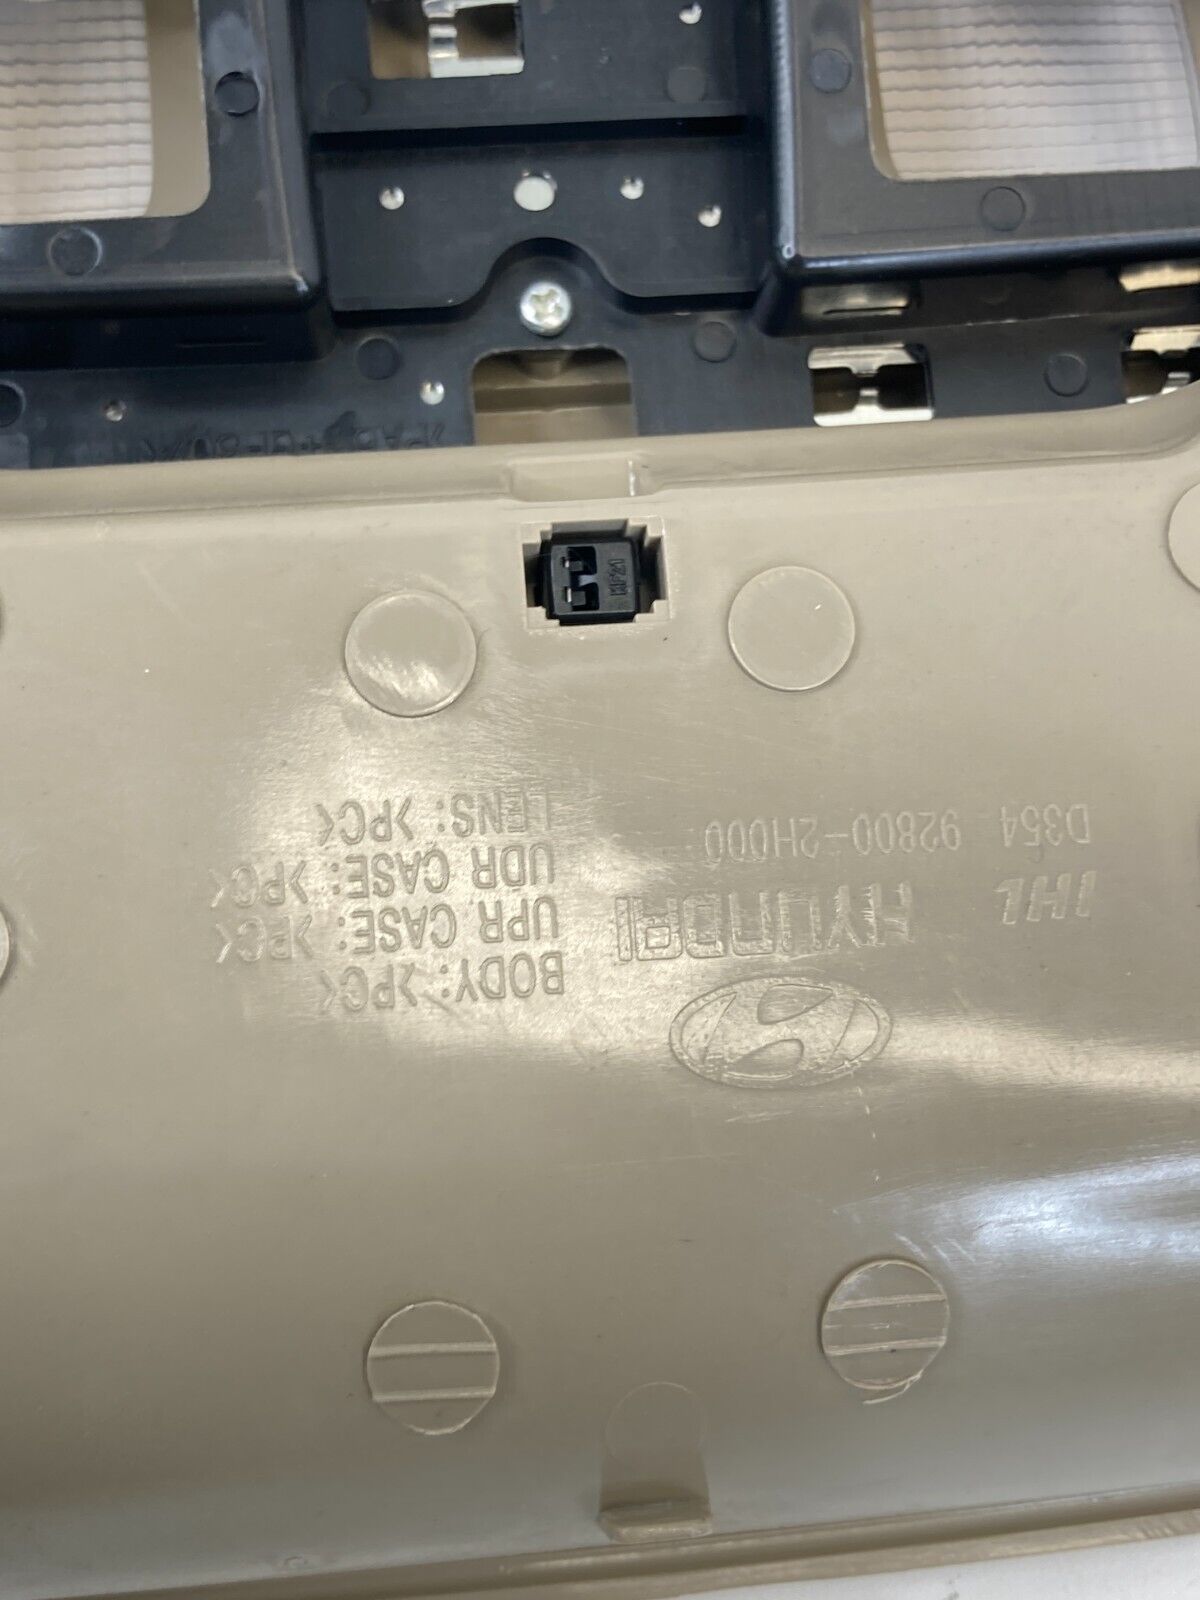 BODY: >PC<
UPR CASE: >PC<
UDR CASE: >PC<
LENS: >PC<
HYUNDAI
IHL
D354 92800-2H000